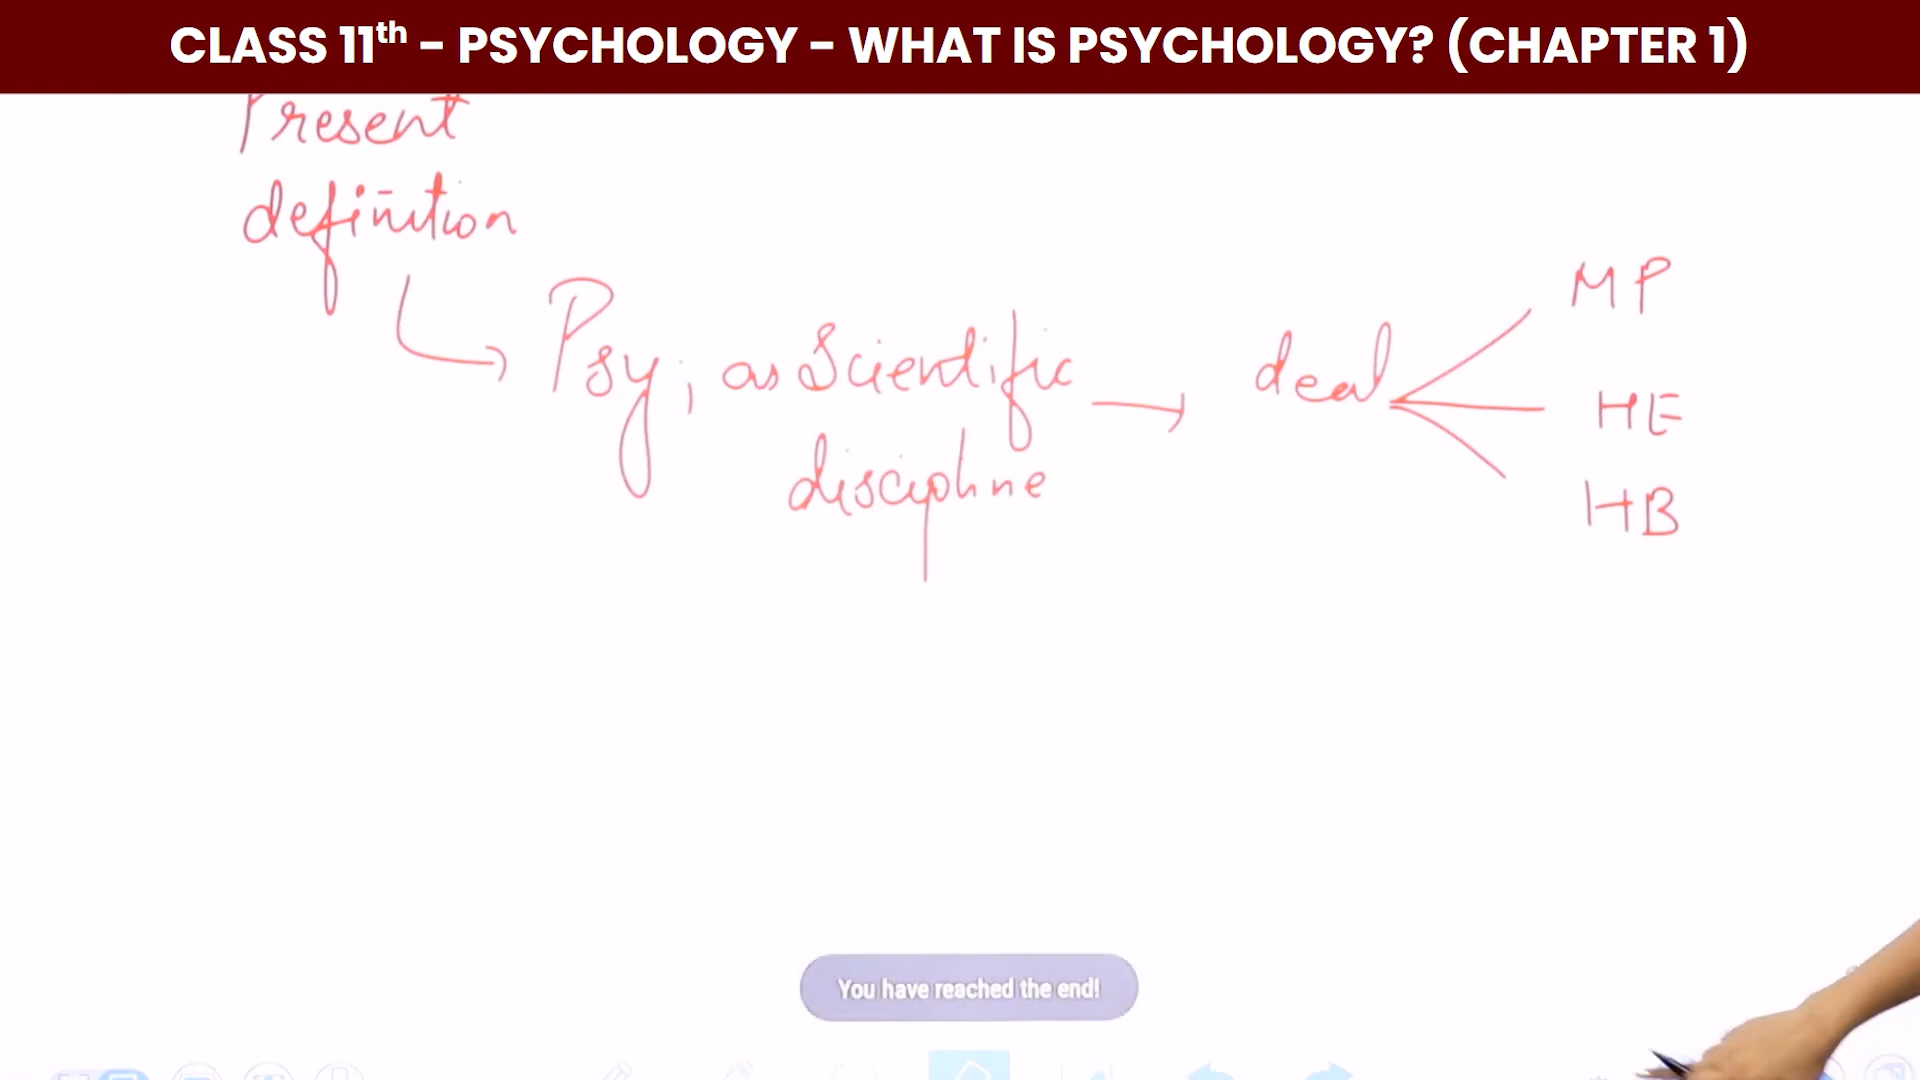 CLASS 11th - PSYCHOLOGY - WHAT IS PSYCHOLOGY? (CHAPTER 1)
Present
definition
Psy, as Scientific
discipline
deal
MP
HE
HB
You have reached the end!